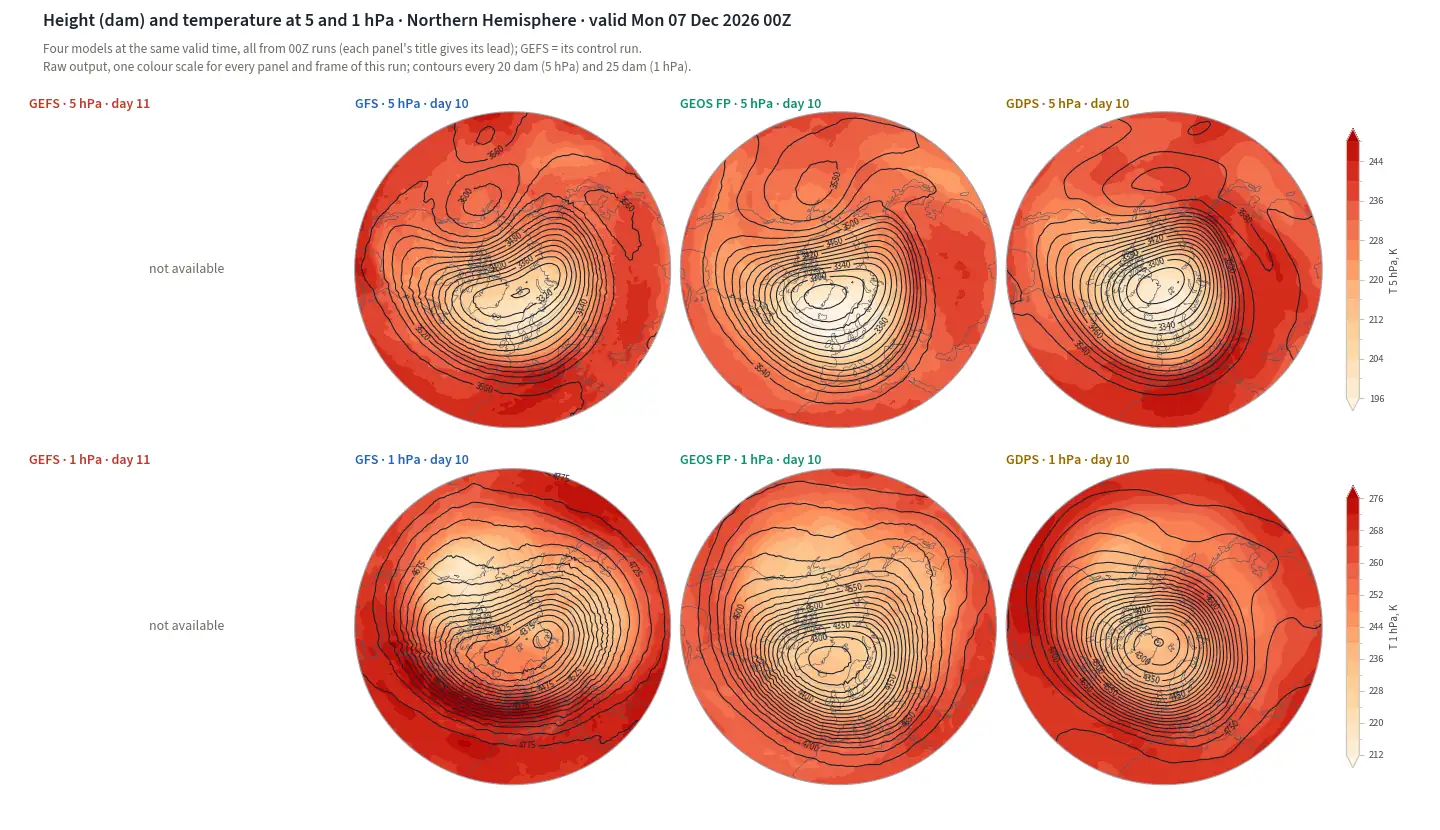 Height (dam) and temperature at 5 and 1 hPa · Northern Hemisphere · valid Mon 07 Dec 2026 00Z
Four models at the same valid time, all from 00Z runs (each panel's title gives its lead); GEFS = its control run.
Raw output, one colour scale for every panel and frame of this run; contours every 20 dam (5 hPa) and 25 dam (1 hPa).
GEFS · 5 hPa · day 11
GFS · 5 hPa · day 10
GEOS FP · 5 hPa · day 10
GDPS · 5 hPa · day 10
not available
244
236
228
220
212
204
196
T 5 hPa, K
GEFS · 1 hPa · day 11
GFS · 1 hPa · day 10
GEOS FP · 1 hPa · day 10
GDPS · 1 hPa · day 10
not available
276
268
260
252
244
236
228
220
212
T 1 hPa, K